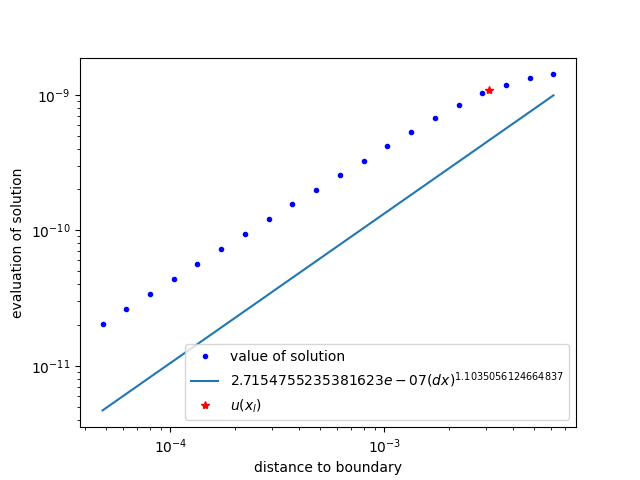 10⁻⁹
10⁻¹⁰
10⁻¹¹
evaluation of solution
value of solution
2.7154755235381623e − 07(dx)^1.1035056124664837
u(x_l)
10⁻⁴
10⁻³
distance to boundary